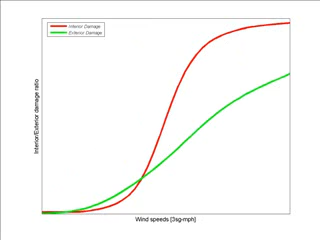 Interior Damage
Exterior Damage
Interior/Exterior damage ratio
Wind speeds [3sg-mph]